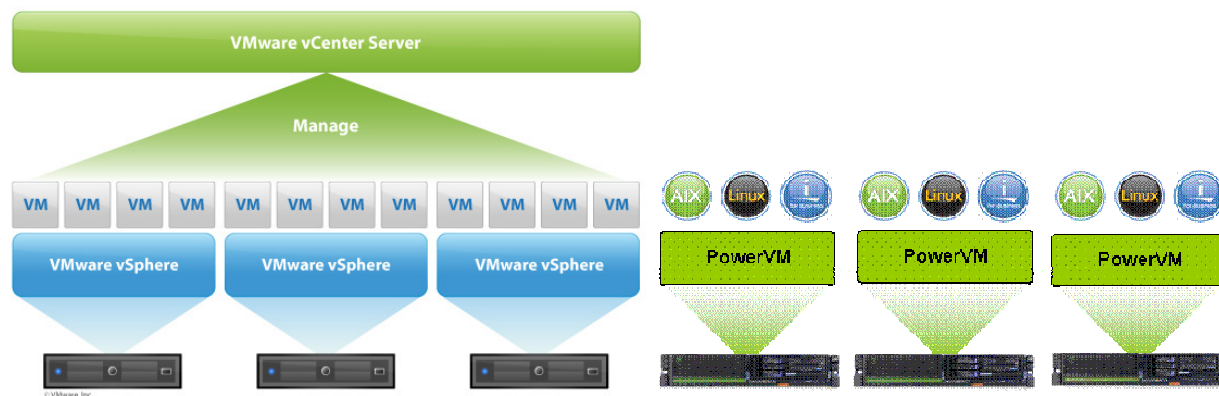 VMware vCenter Server
Manage
VM VM VM VM VM VM VM VM VM VM VM VM
AIX Linux i AIX Linux i AIX Linux i
VMware vSphere VMware vSphere VMware vSphere
PowerVM PowerVM PowerVM
© VMware, Inc.